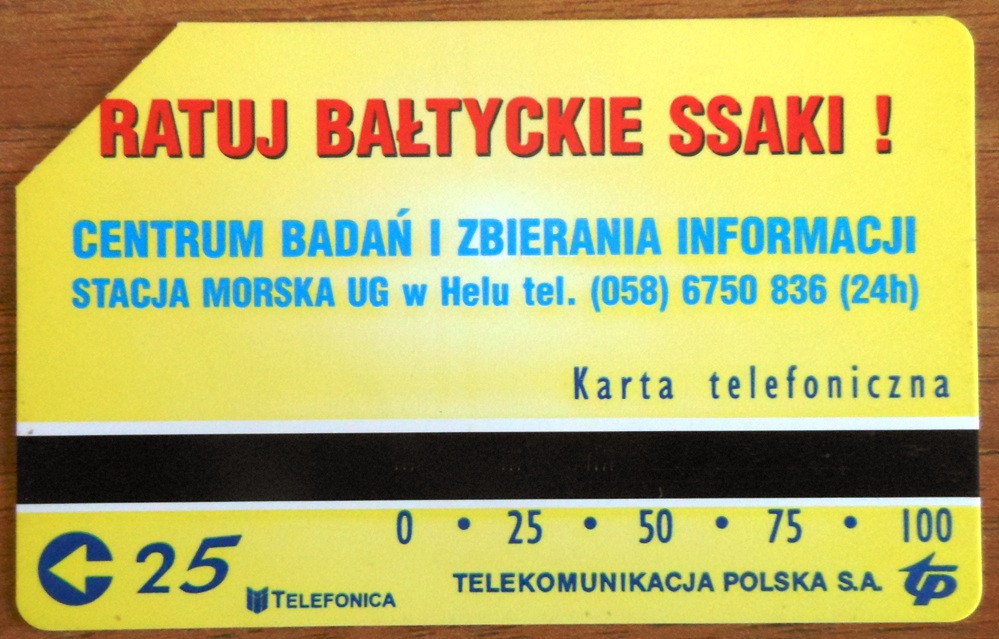 RATUJ BAŁTYCKIE SSAKI !
CENTRUM BADAŃ I ZBIERANIA INFORMACJI
STACJA MORSKA UG w Helu tel. (058) 6750 836 (24h)
Karta telefoniczna
0 • 25 • 50 • 75 • 100
25 TELEFONICA TELEKOMUNIKACJA POLSKA S.A. tp